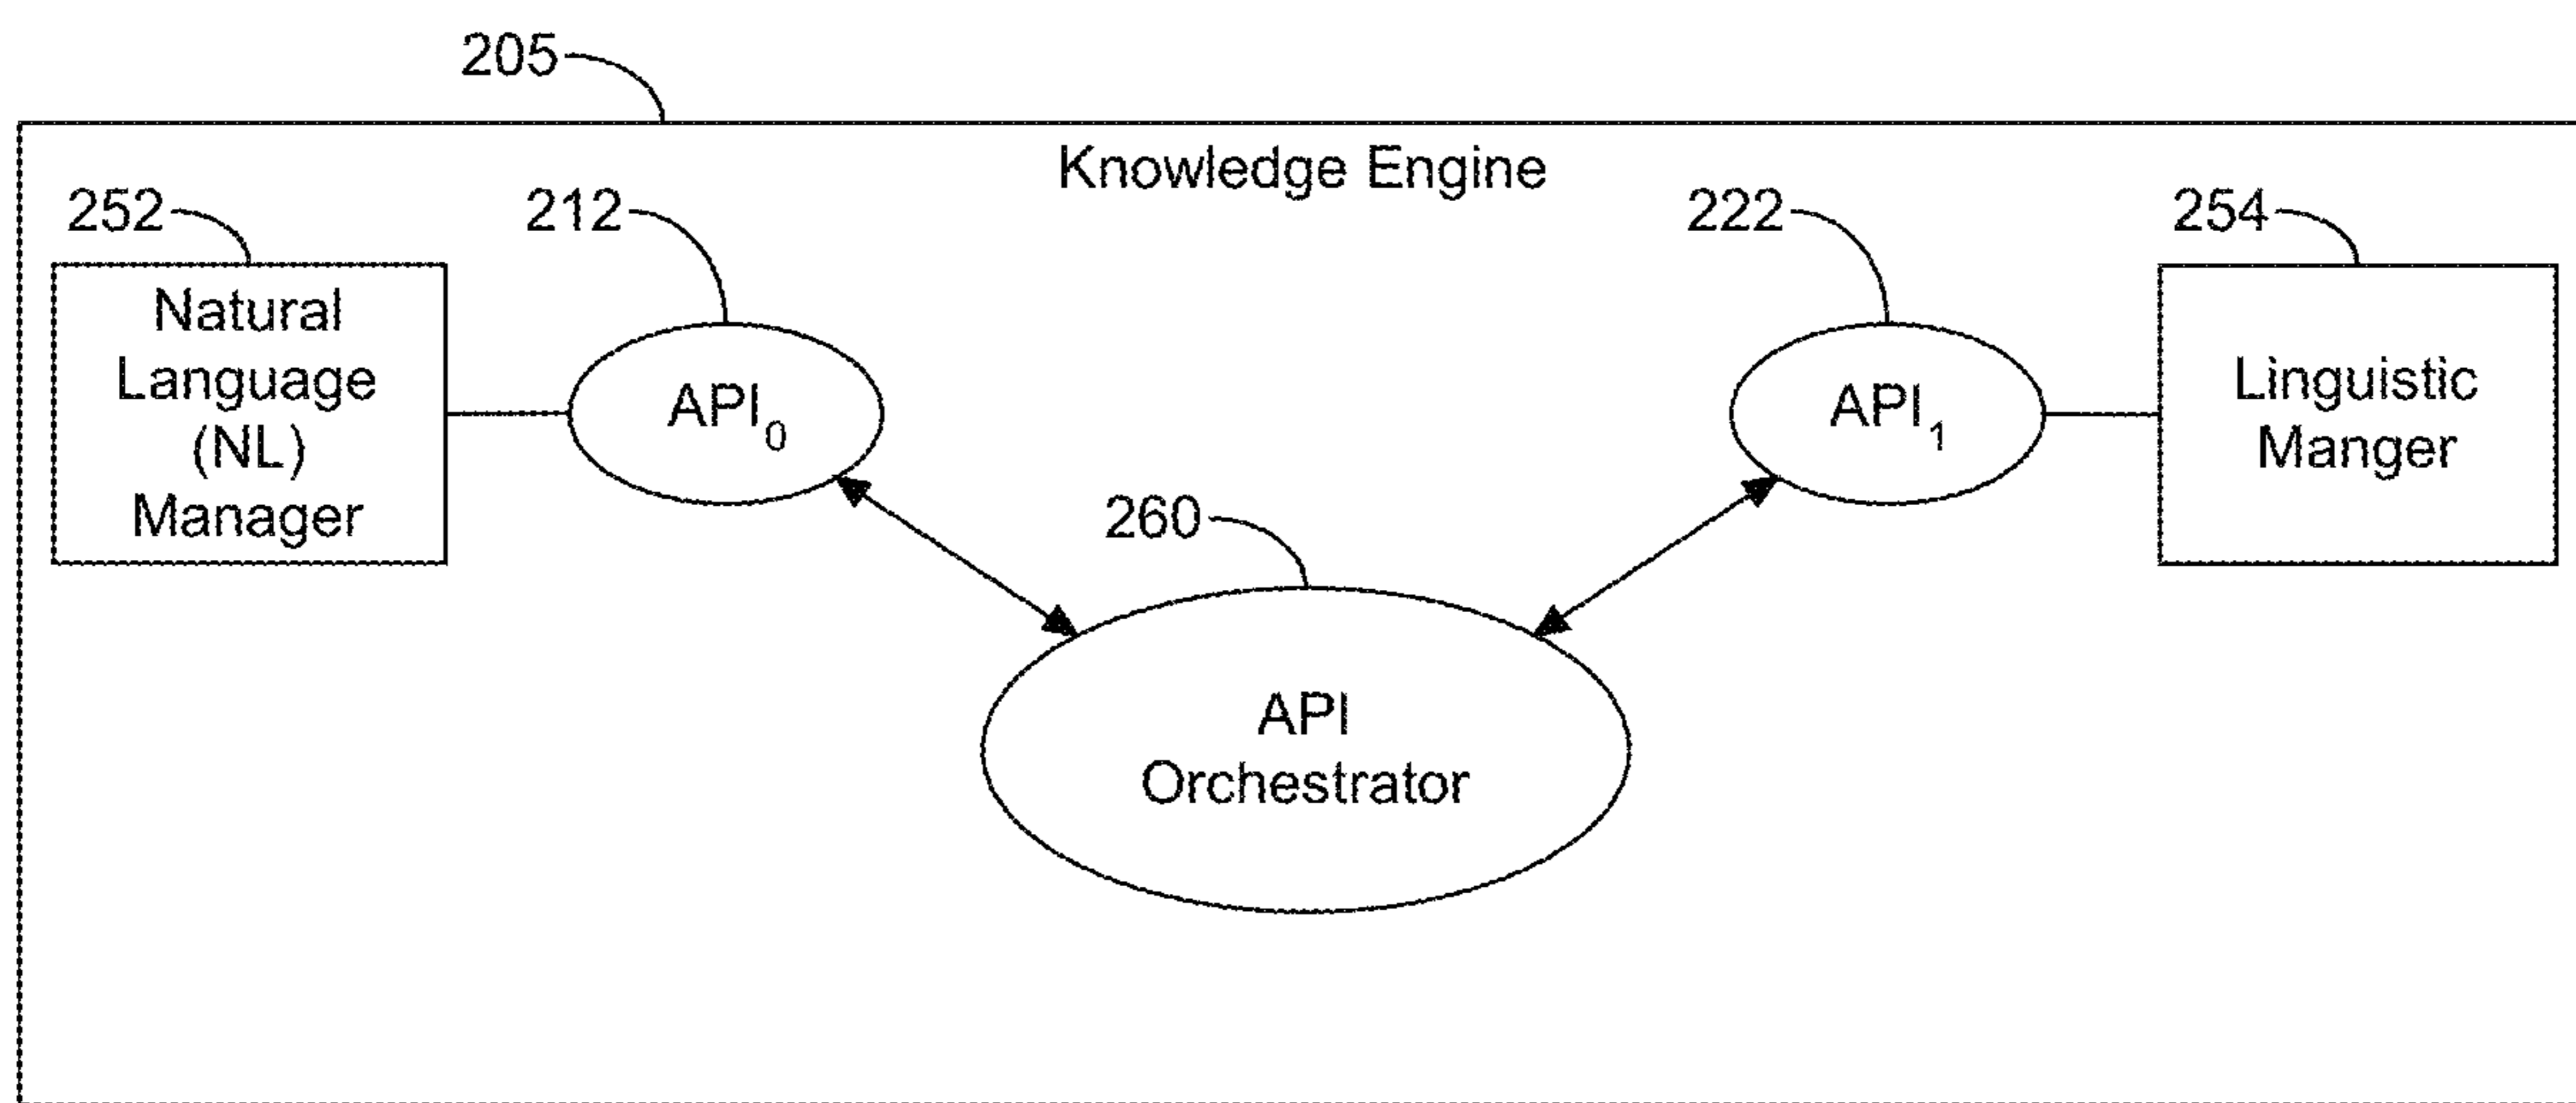 205
Knowledge Engine
252
212
222
254
Natural
Language
(NL)
Manager
API₀
API₁
Linguistic
Manger
260
API
Orchestrator